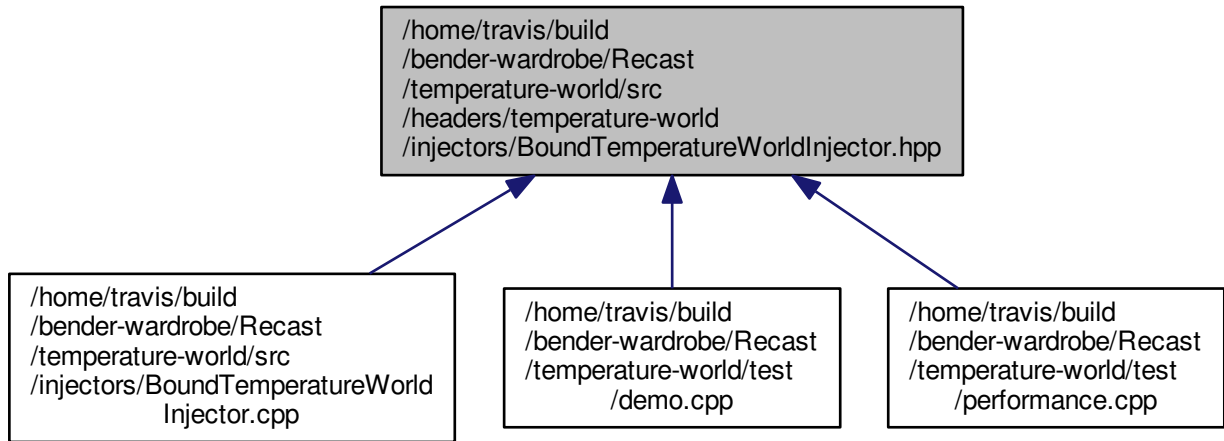 /home/travis/build
/bender-wardrobe/Recast
/temperature-world/src
/headers/temperature-world
/injectors/BoundTemperatureWorldInjector.hpp
/home/travis/build
/bender-wardrobe/Recast
/temperature-world/src
/injectors/BoundTemperatureWorld
Injector.cpp
/home/travis/build
/bender-wardrobe/Recast
/temperature-world/test
/demo.cpp
/home/travis/build
/bender-wardrobe/Recast
/temperature-world/test
/performance.cpp